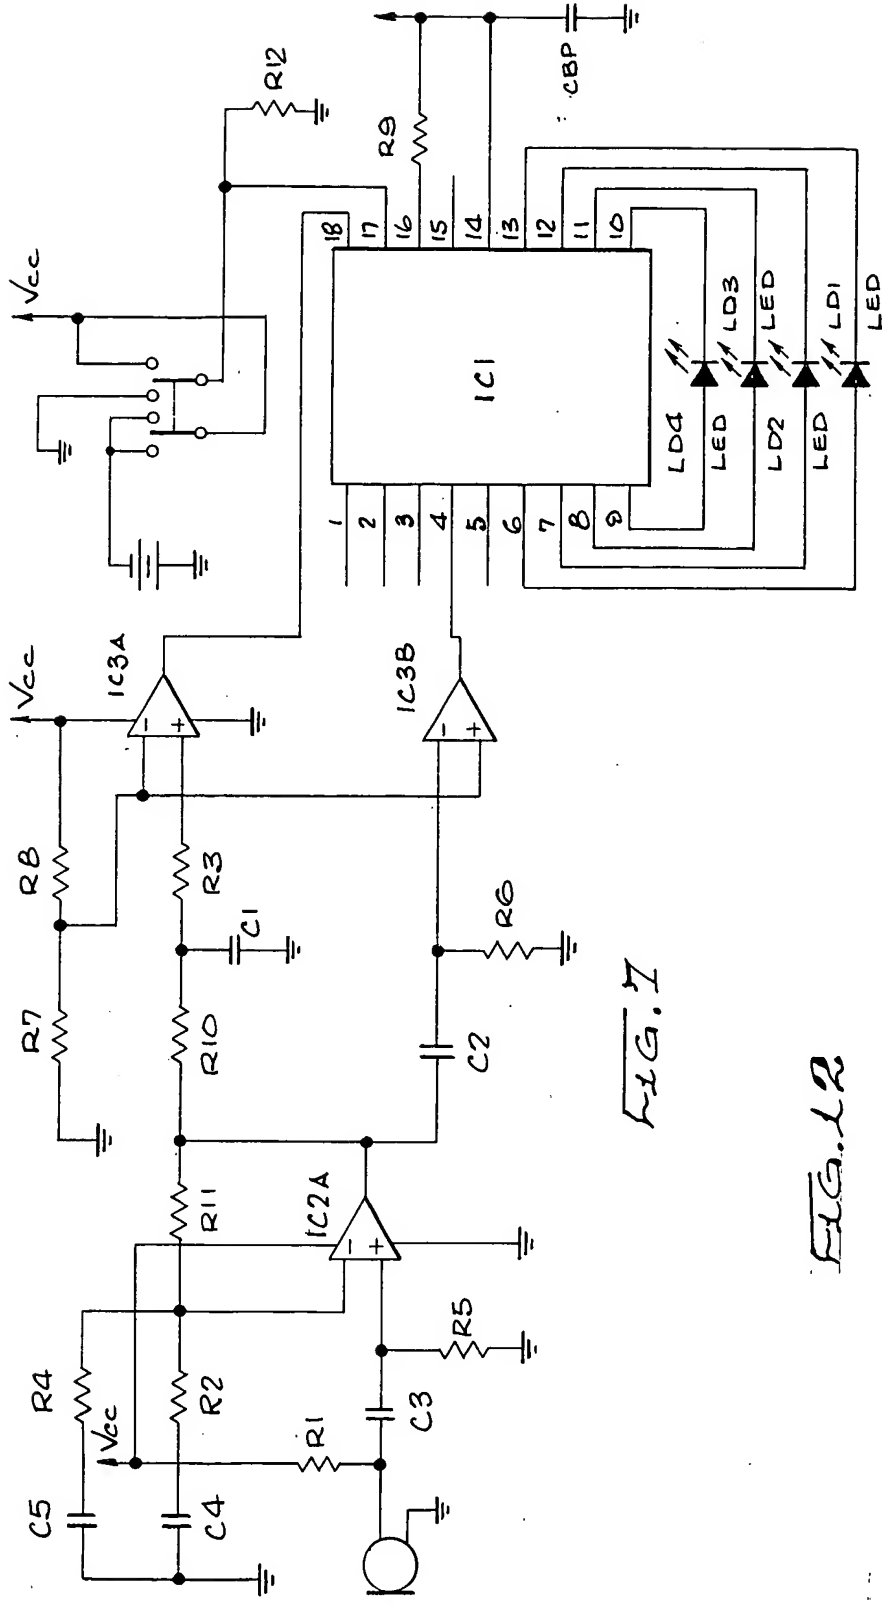 C5
R4
Vcc
C4
R2
R11
R10
C1
R3
R7
R8
Vcc
IC3A
-
+
R1
C3
R5
IC2A
-
+
C2
R6
IC3B
-
+
Vcc
R12
R9
CBP
IC1
1
2
3
4
5
6
7
8
9
18
17
16
15
14
13
12
11
10
LD4
LED
LD3
LED
LD2
LED
LD1
LED
FIG. 7
FIG. 12